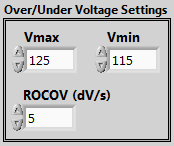 Over/Under Voltage Settings
Vmax Vmin
125 115
ROCOV (dV/s)
5